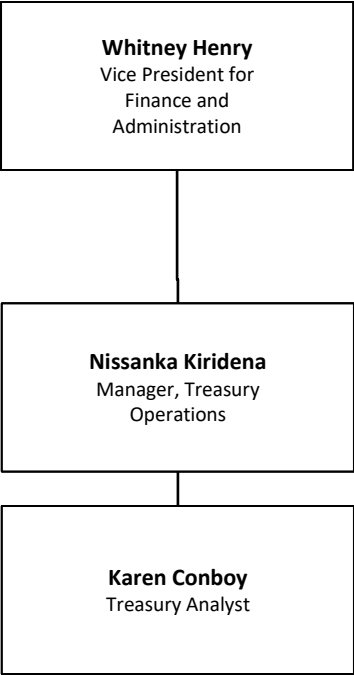 Whitney Henry
Vice President for
Finance and
Administration
Nissanka Kiridena
Manager, Treasury
Operations
Karen Conboy
Treasury Analyst